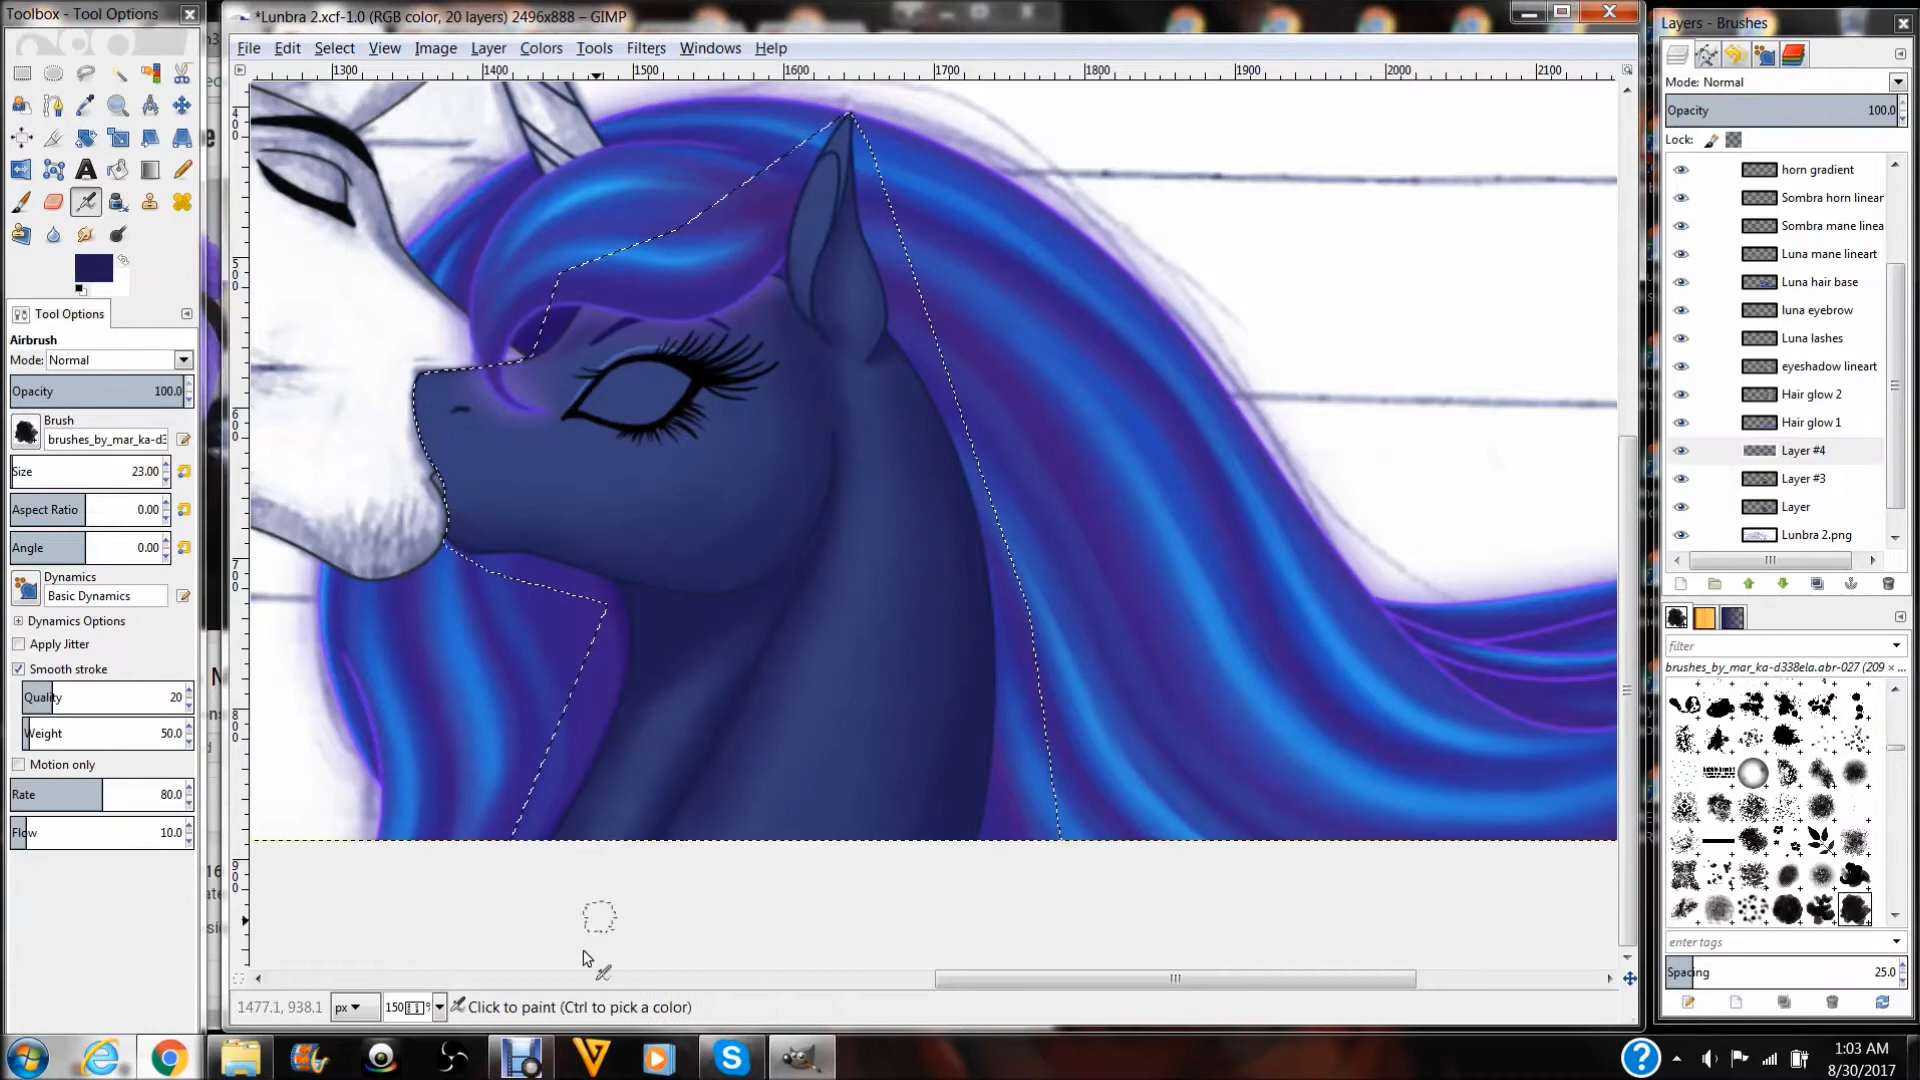 Toolbox - Tool Options
*Lunbra 2.xcf-1.0 (RGB color, 20 layers) 2496x888 – GIMP
Layers - Brushes
File Edit Select View Image Layer Colors Tools Filters Windows Help
1300 1400 1500 1600 1700 1800 1900 2000 2100
Mode: Normal
Opacity 100.0
Lock:
horn gradient
Sombra horn linear
Sombra mane linea
Luna mane lineart
Luna hair base
luna eyebrow
Luna lashes
eyeshadow lineart
Hair glow 2
Hair glow 1
Layer #4
Layer #3
Layer
Lunbra 2.png
Tool Options
Airbrush
Mode: Normal
Opacity 100.0
Brush
brushes_by_mar_ka-d3
Size 23.00
Aspect Ratio 0.00
Angle 0.00
Dynamics
Basic Dynamics
Dynamics Options
Apply Jitter
Smooth stroke
Quality 20
Weight 50.0
Motion only
Rate 80.0
Flow 10.0
400
500
600
700
800
900
filter
brushes_by_mar_ka-d338ela.abr-027 (209 × ...
enter tags
Spacing 25.0
1477.1, 938.1 px 150 Click to paint (Ctrl to pick a color)
1:03 AM
8/30/2017